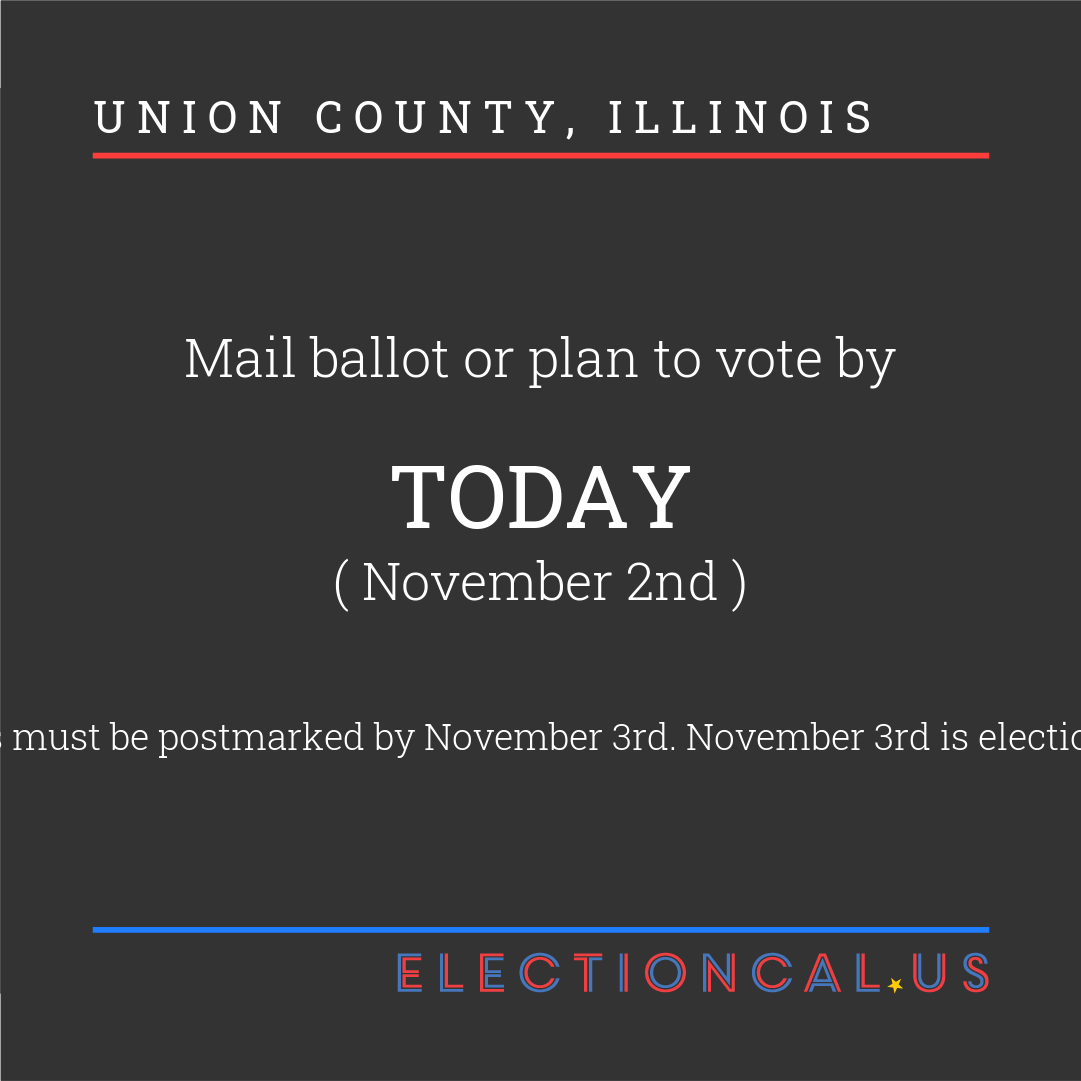 UNION COUNTY, ILLINOIS
Mail ballot or plan to vote by
TODAY
( November 2nd )
must be postmarked by November 3rd. November 3rd is
ELECTIONCAL.US